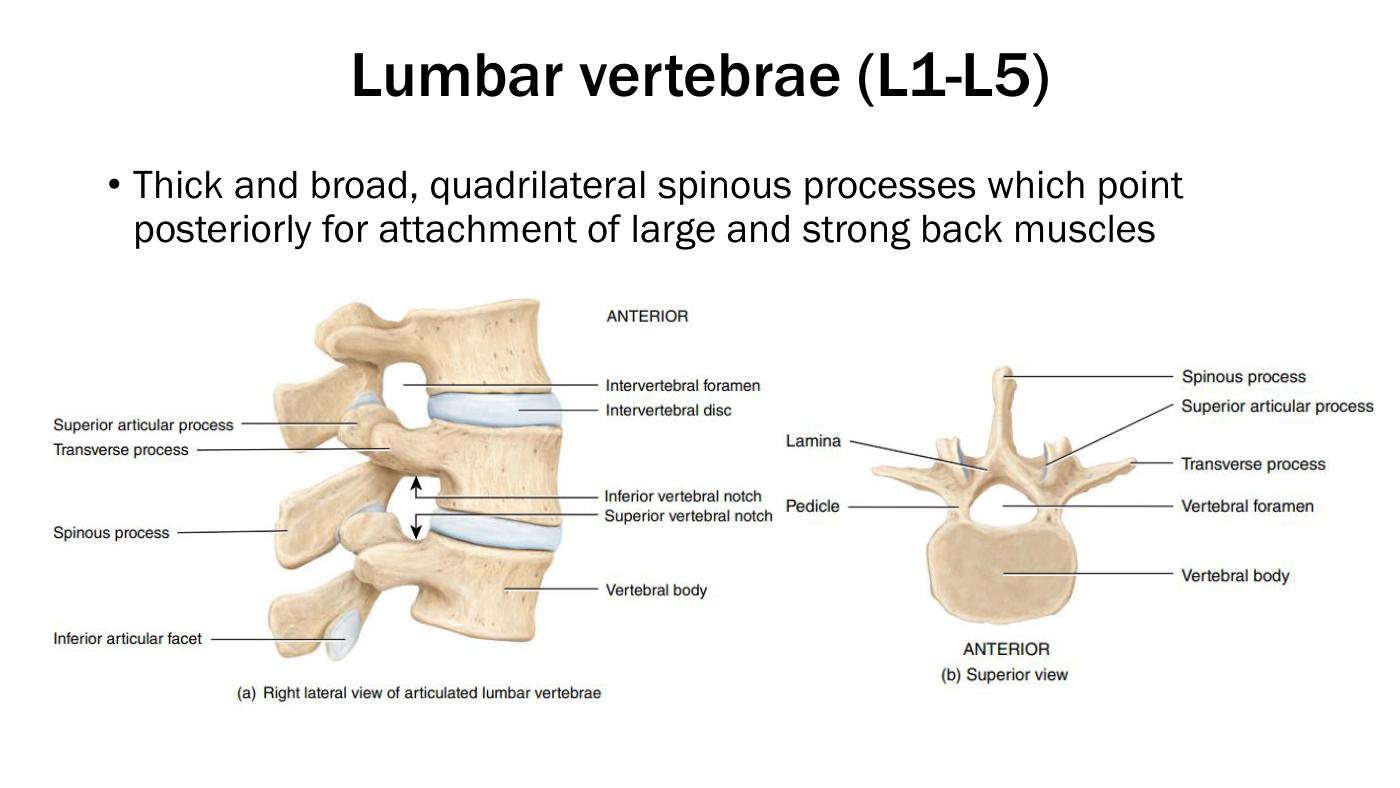 Lumbar vertebrae (L1-L5)
• Thick and broad, quadrilateral spinous processes which point
posteriorly for attachment of large and strong back muscles
ANTERIOR
Intervertebral foramen
Intervertebral disc
Superior articular process
Transverse process
Inferior vertebral notch
Superior vertebral notch
Spinous process
Vertebral body
Inferior articular facet
(a) Right lateral view of articulated lumbar vertebrae
Spinous process
Superior articular process
Lamina
Transverse process
Pedicle
Vertebral foramen
Vertebral body
ANTERIOR
(b) Superior view